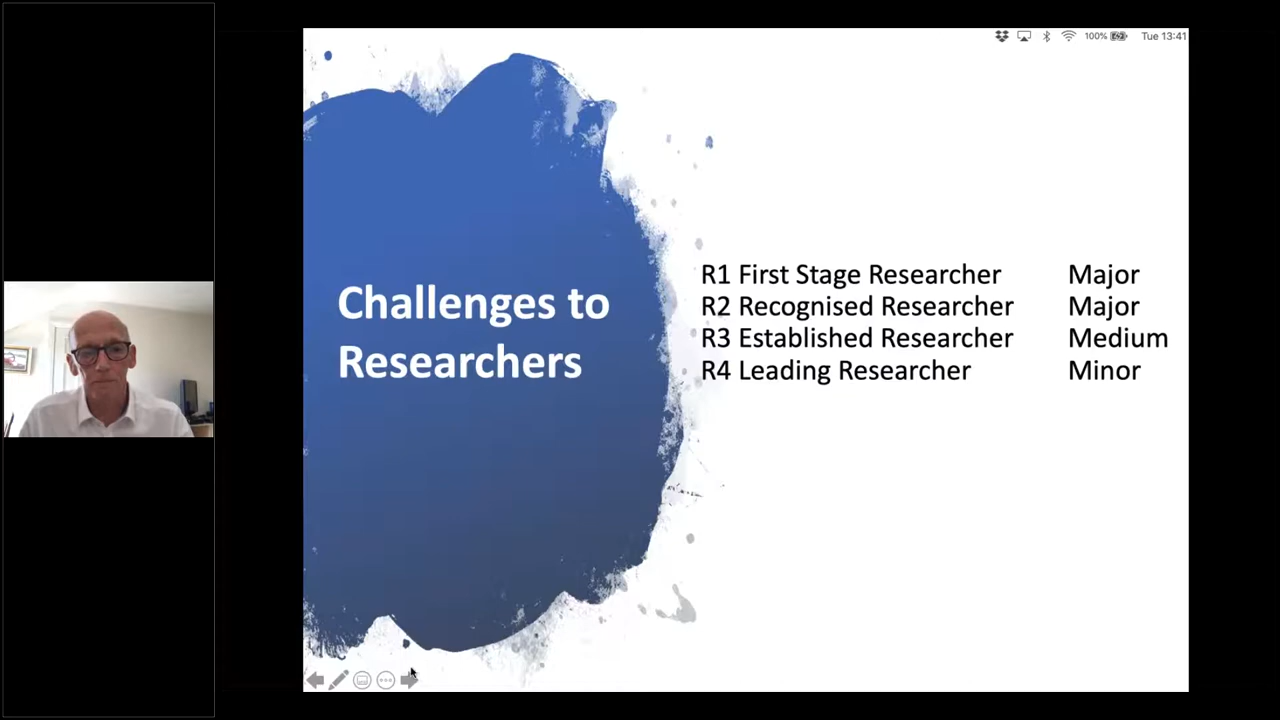 100% Tue 13:41
Challenges to
Researchers
R1 First Stage Researcher Major
R2 Recognised Researcher Major
R3 Established Researcher Medium
R4 Leading Researcher Minor